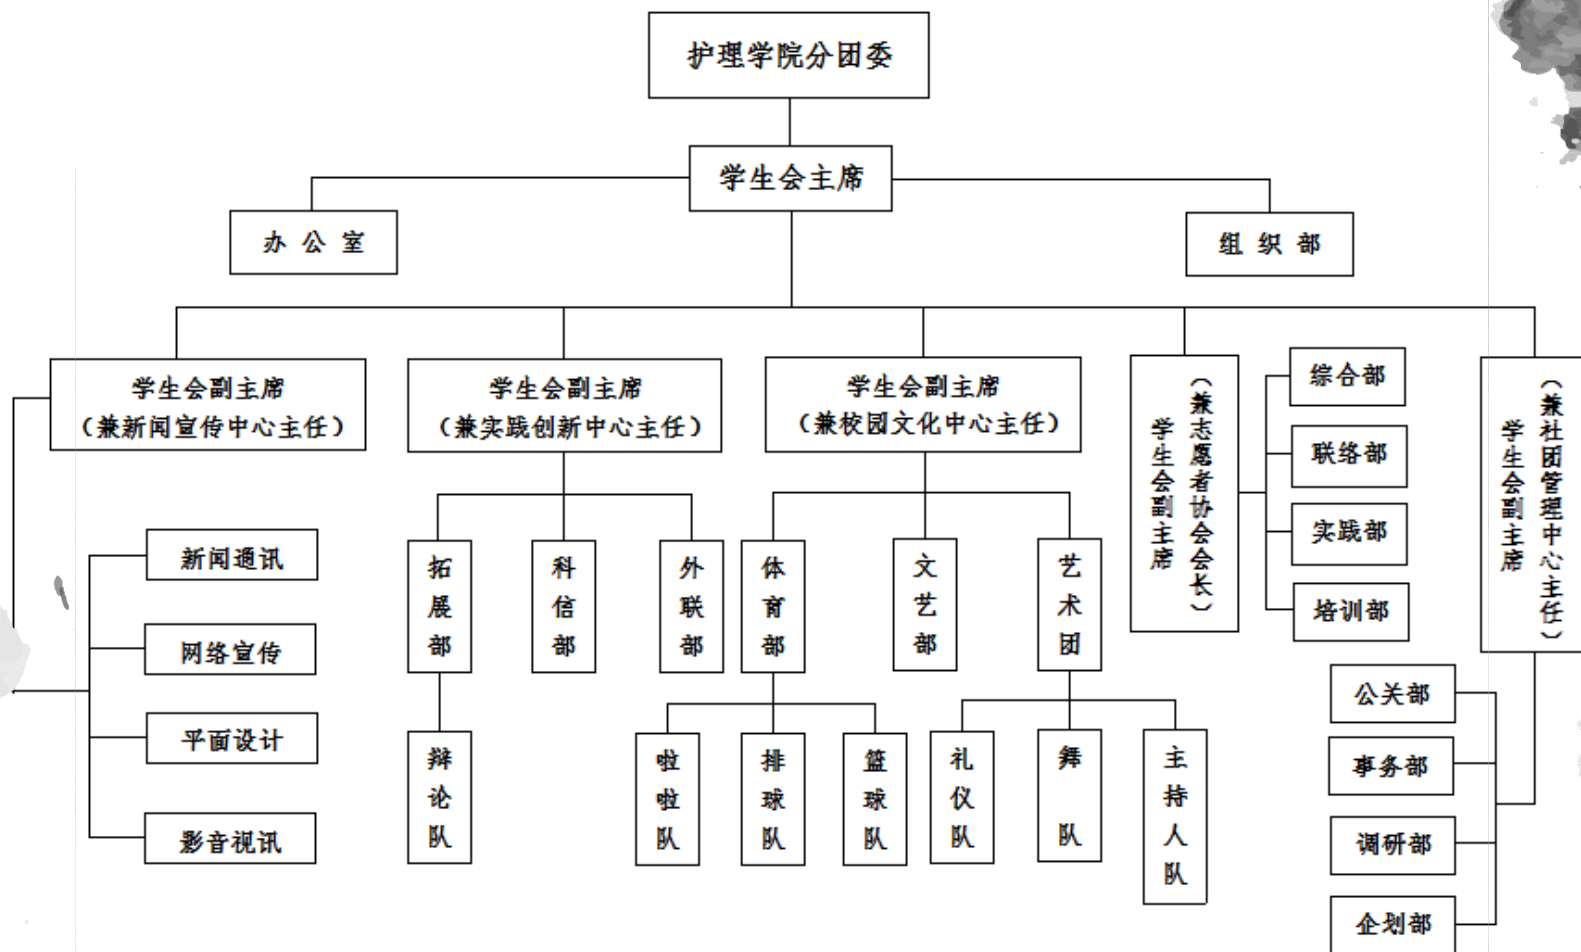 护理学院分团委
学生会主席
办公室
组织部
学生会副主席
（兼新闻宣传中心主任）
学生会副主席
（兼实践创新中心主任）
学生会副主席
（兼校园文化中心主任）
学生会副主席
（兼志愿者协会会长）
学生会副主席
（兼社团管理中心主任）
新闻通讯
网络宣传
平面设计
影音视讯
拓展部
科信部
外联部
辩论队
体育部
文艺部
艺术团
啦啦队
排球队
篮球队
礼仪队
舞队
主持人队
综合部
联络部
实践部
培训部
公关部
事务部
调研部
企划部